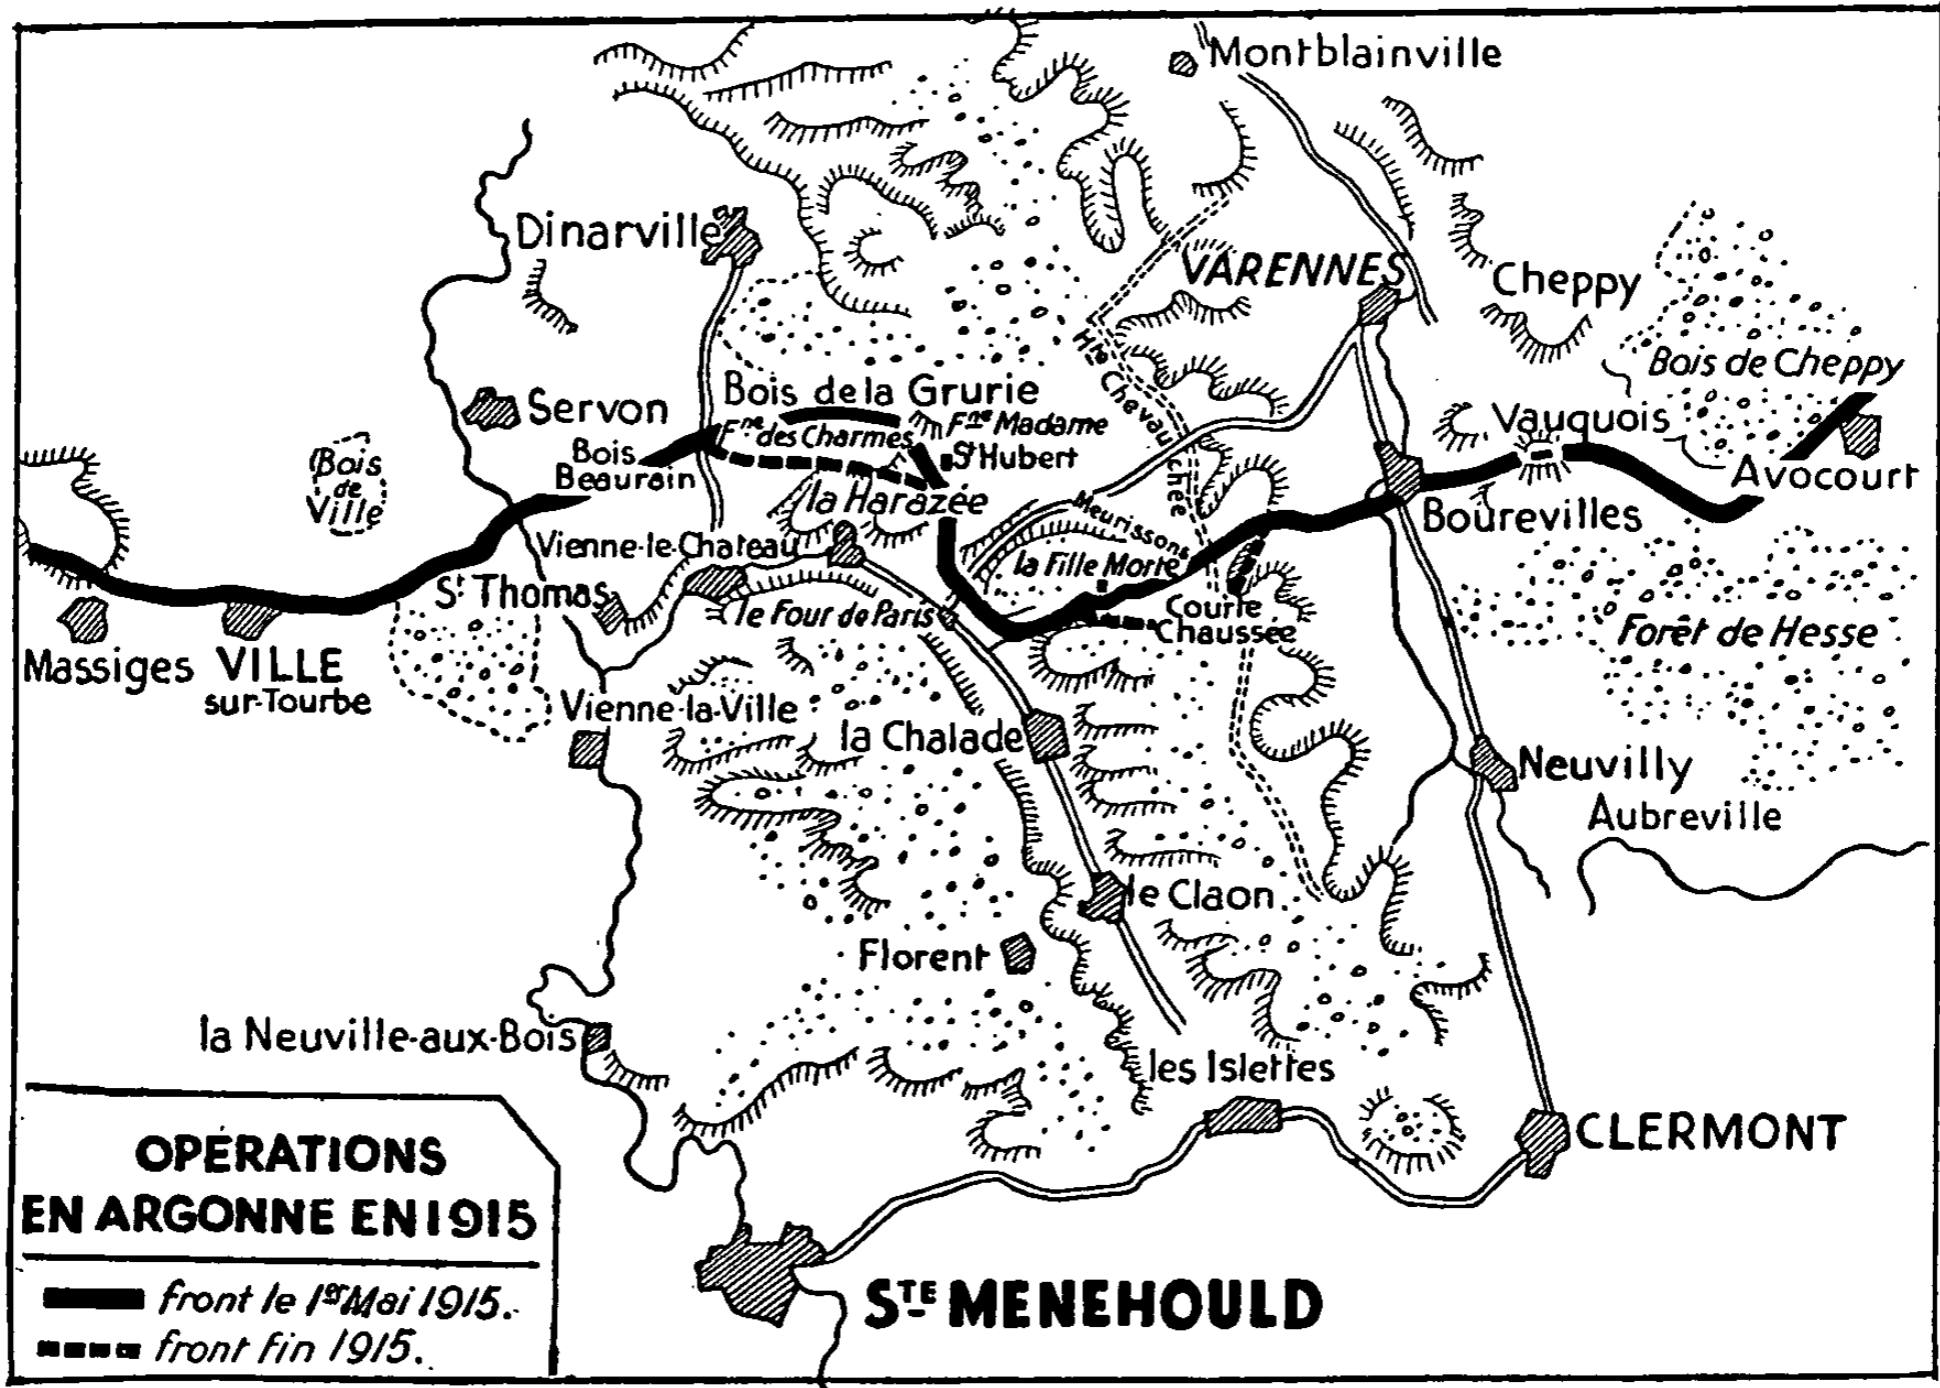 Montblainville
Dinarville
VARENNES
Cheppy
Bois de Cheppy
Hte Chevauchée
Bois de la Grurie
Servon
Fne des Charmes
Fne Madame
Vauquois
Bois
Beaurain
St Hubert
Bois
de
Ville
Avocourt
la Harazée
Meurissons
Bourevilles
Vienne-le-Chateau
la Fille Morte
St Thomas
le Four de Paris
Courte
Chaussée
Forêt de Hesse
Massiges
VILLE
sur-Tourbe
Vienne-la-Ville
la Chalade
Neuvilly
Aubreville
le Claon
Florent
la Neuville-aux-Bois
les Islettes
CLERMONT
OPÉRATIONS
EN ARGONNE EN 1915
front le 1er Mai 1915.
front fin 1915.
STE MENEHOULD